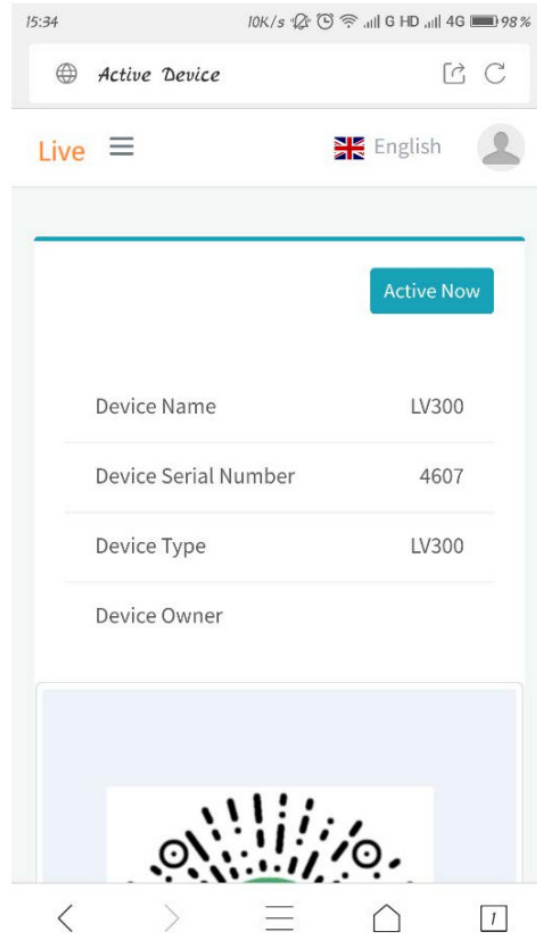 15:34 10K/s G HD 4G 98%
Active Device
Live English
Active Now
Device Name LV300
Device Serial Number 4607
Device Type LV300
Device Owner
1